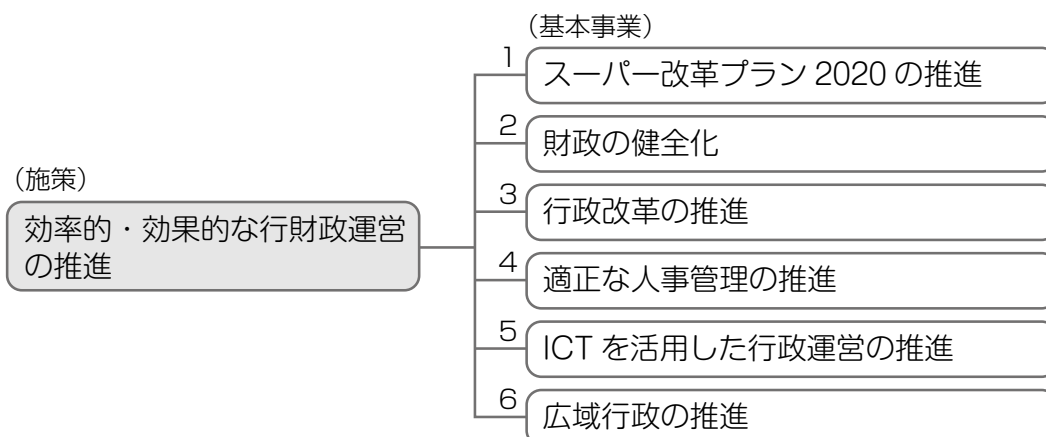 (施策)
効率的・効果的な行財政運営
の推進
(基本事業)
1 スーパー改革プラン 2020 の推進
2 財政の健全化
3 行政改革の推進
4 適正な人事管理の推進
5 ICT を活用した行政運営の推進
6 広域行政の推進